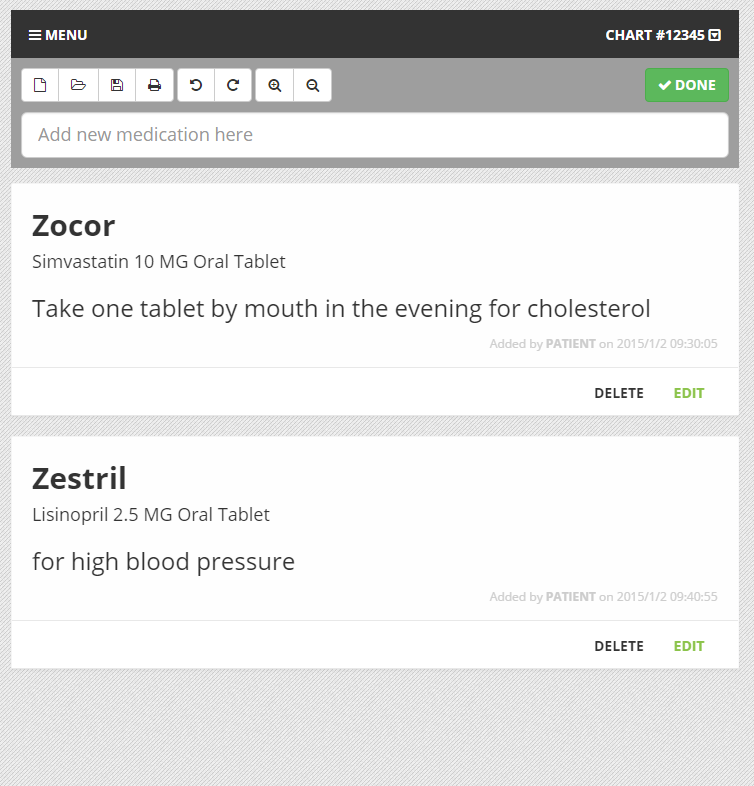 MENU
CHART #12345
DONE
Add new medication here
Zocor
Simvastatin 10 MG Oral Tablet
Take one tablet by mouth in the evening for cholesterol
Added by PATIENT on 2015/1/2 09:30:05
DELETE EDIT
Zestril
Lisinopril 2.5 MG Oral Tablet
for high blood pressure
Added by PATIENT on 2015/1/2 09:40:55
DELETE EDIT